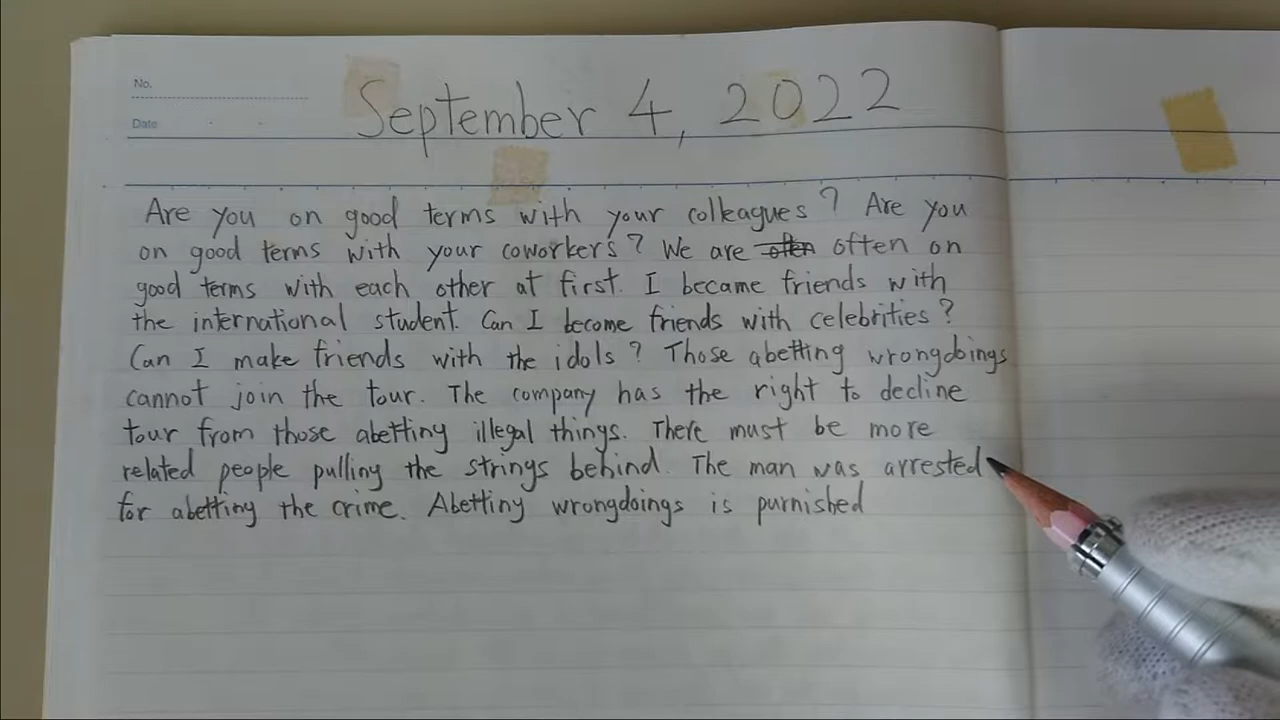 No.
Date
September 4, 2022
Are you on good terms with your colleagues? Are you
on good terms with your coworkers? We are often often on
good terms with each other at first. I became friends with
the international student. Can I become friends with celebrities?
Can I make friends with the idols? Those abetting wrongdoings
cannot join the tour. The company has the right to decline
tour from those abetting illegal things. There must be more
related people pulling the strings behind. The man was arrested
for abetting the crime. Abetting wrongdoings is purnished